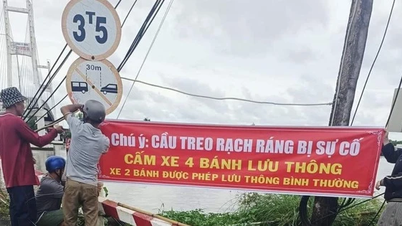 3T5
30m
Chú ý: CẦU TREO RẠCH RÁNG BỊ SỰ CỐ
CẤM XE 4 BÁNH LƯU THÔNG
XE 2 BÁNH ĐƯỢC PHÉP LƯU THÔNG BÌNH THƯỜNG